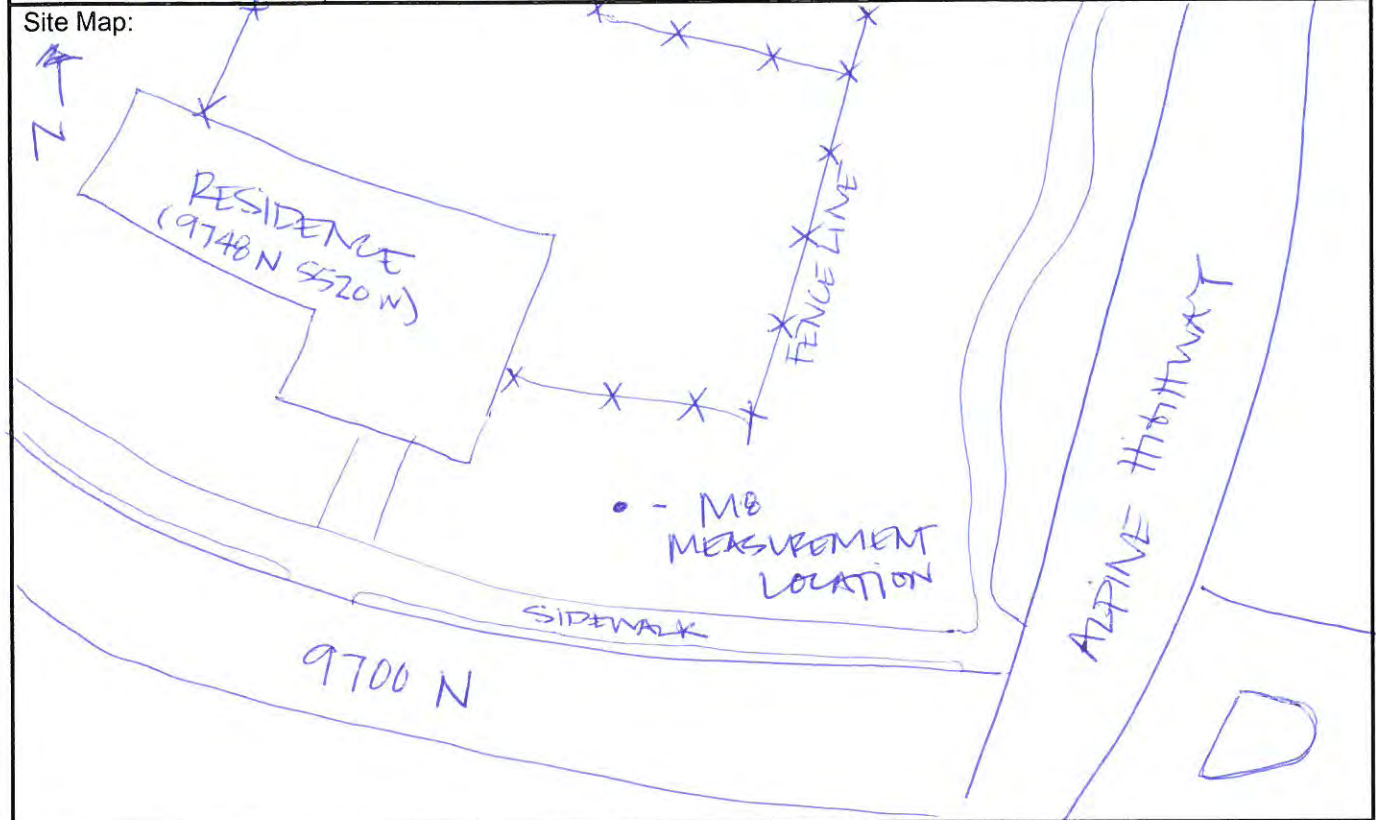 Site Map:
N
RESIDENCE
(9748 N 5520 W)
FENCE LINE
• - M8
MEASUREMENT
LOCATION
ALPINE HIGHWAY
SIDEWALK
9700 N